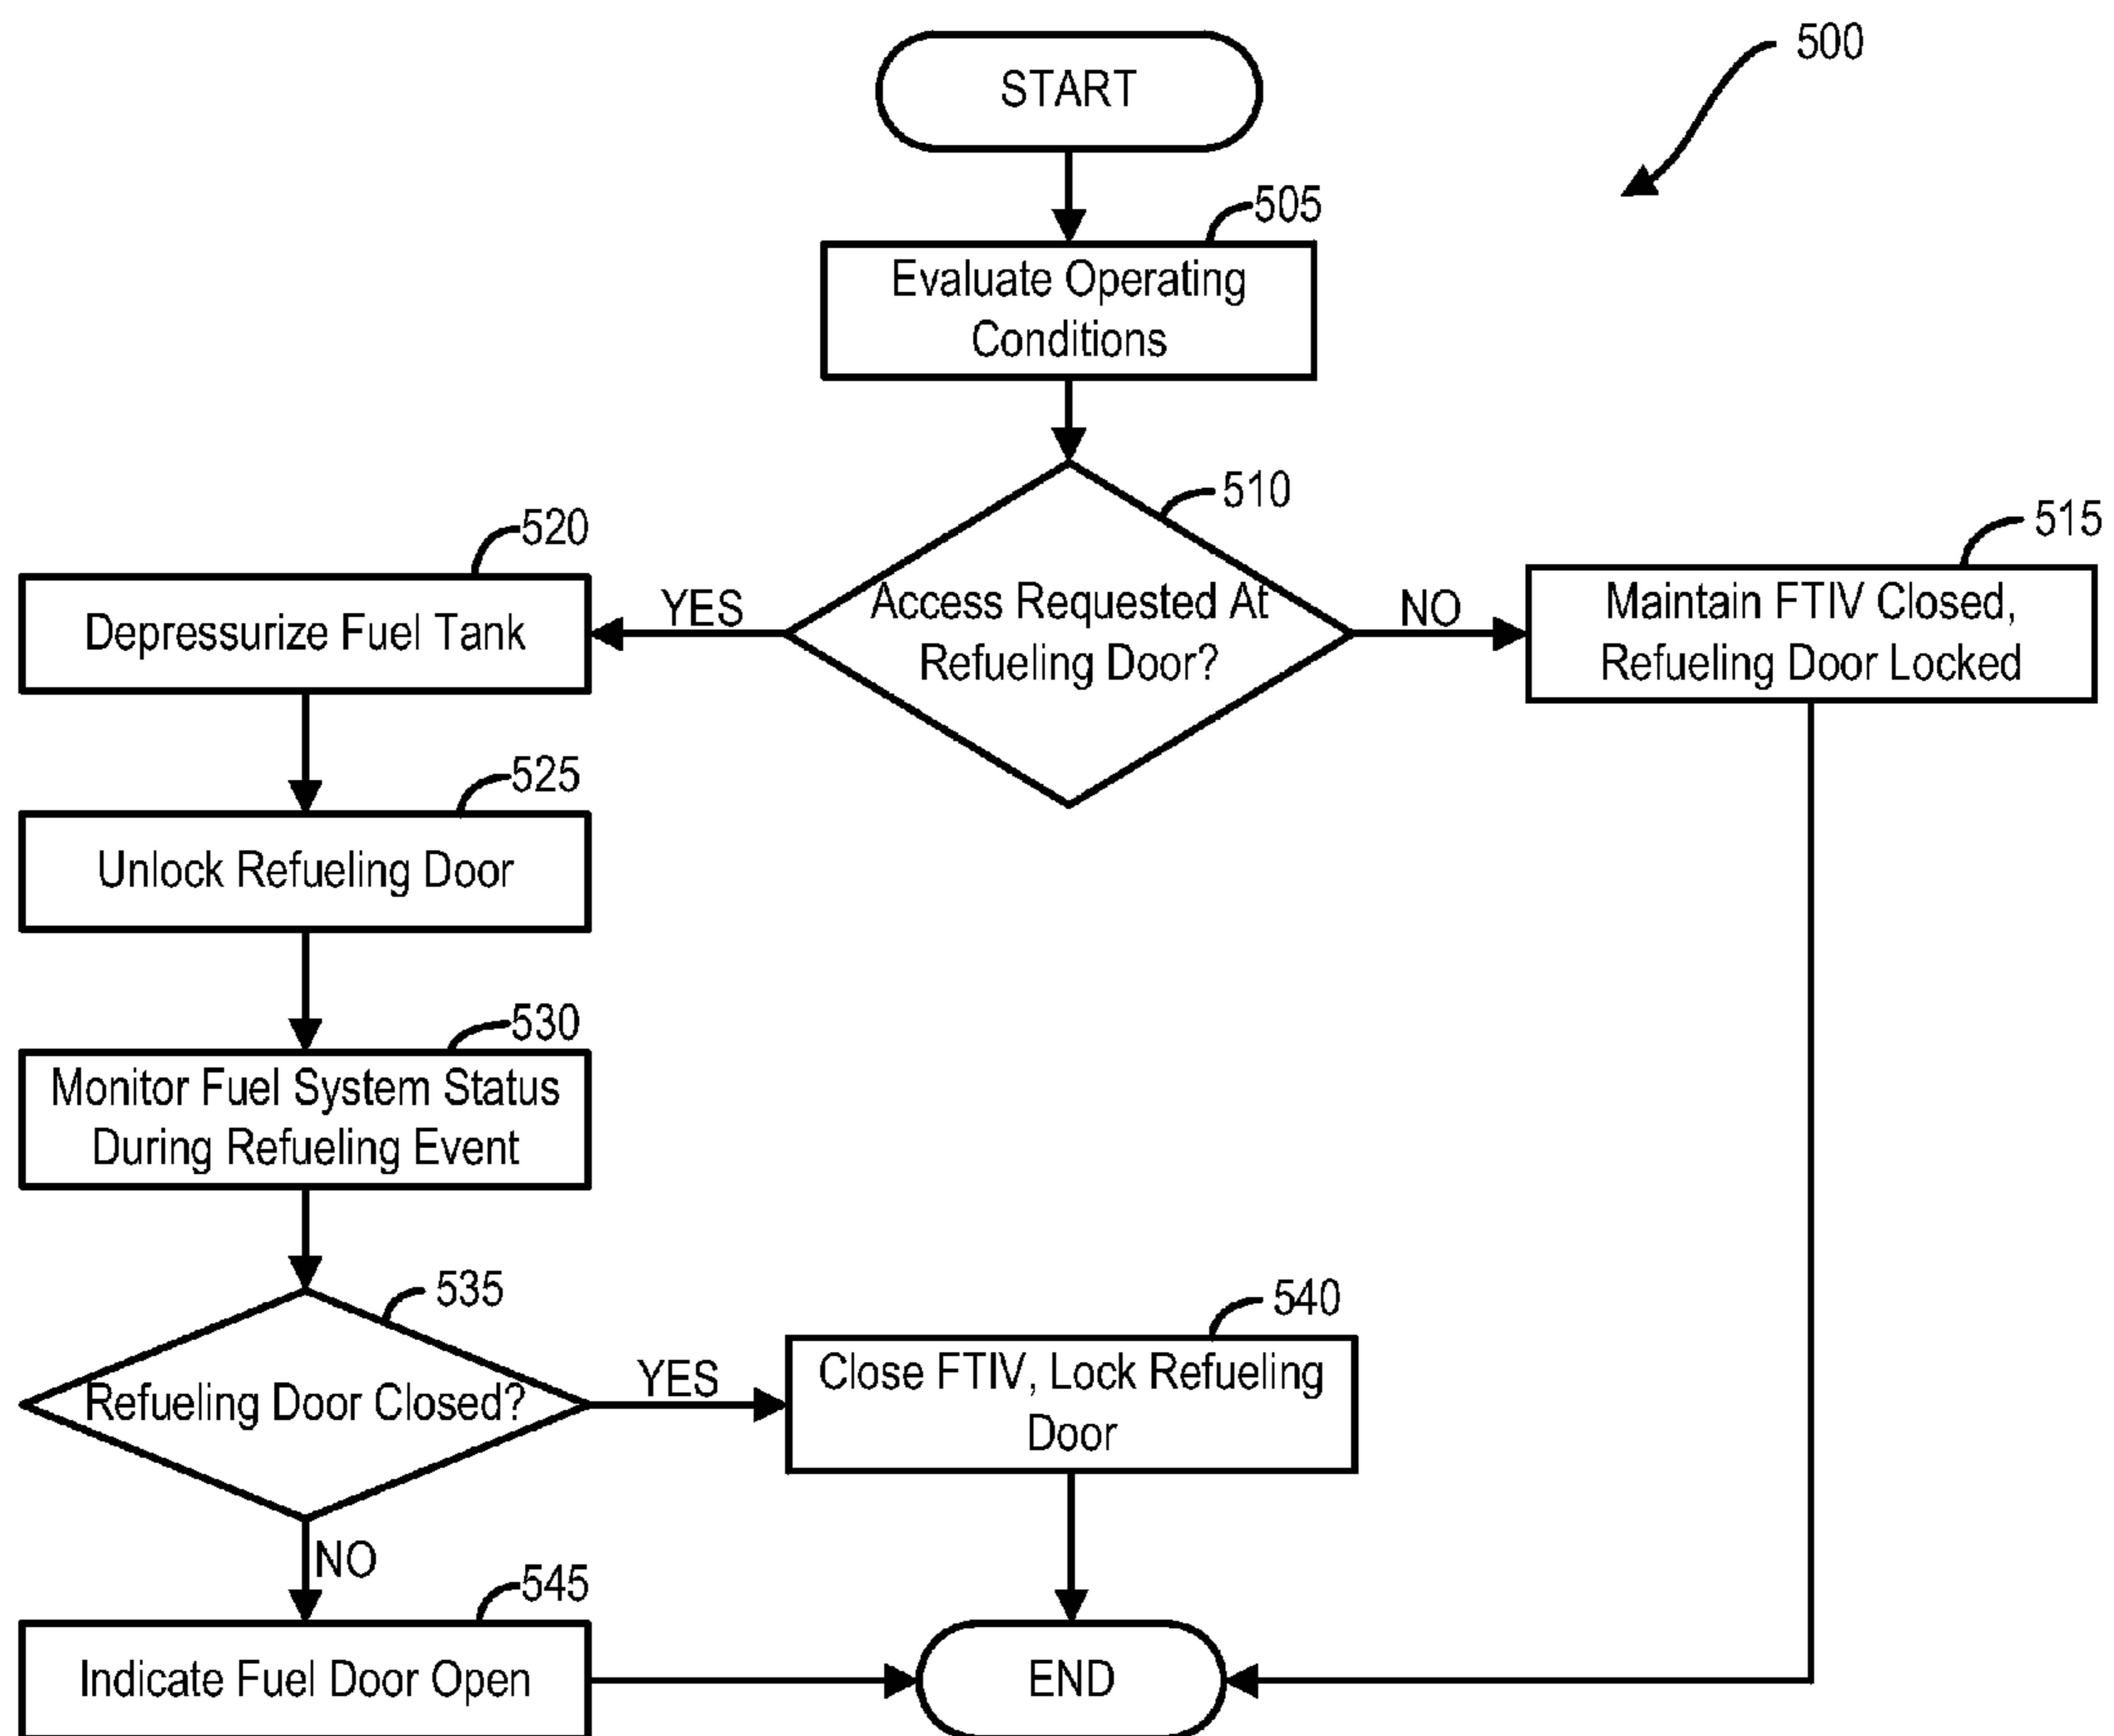 500
START
505
Evaluate Operating
Conditions
510
Access Requested At
Refueling Door?
YES
NO
515
Maintain FTIV Closed,
Refueling Door Locked
520
Depressurize Fuel Tank
525
Unlock Refueling Door
530
Monitor Fuel System Status
During Refueling Event
535
Refueling Door Closed?
YES
540
Close FTIV, Lock Refueling
Door
NO
545
Indicate Fuel Door Open
END